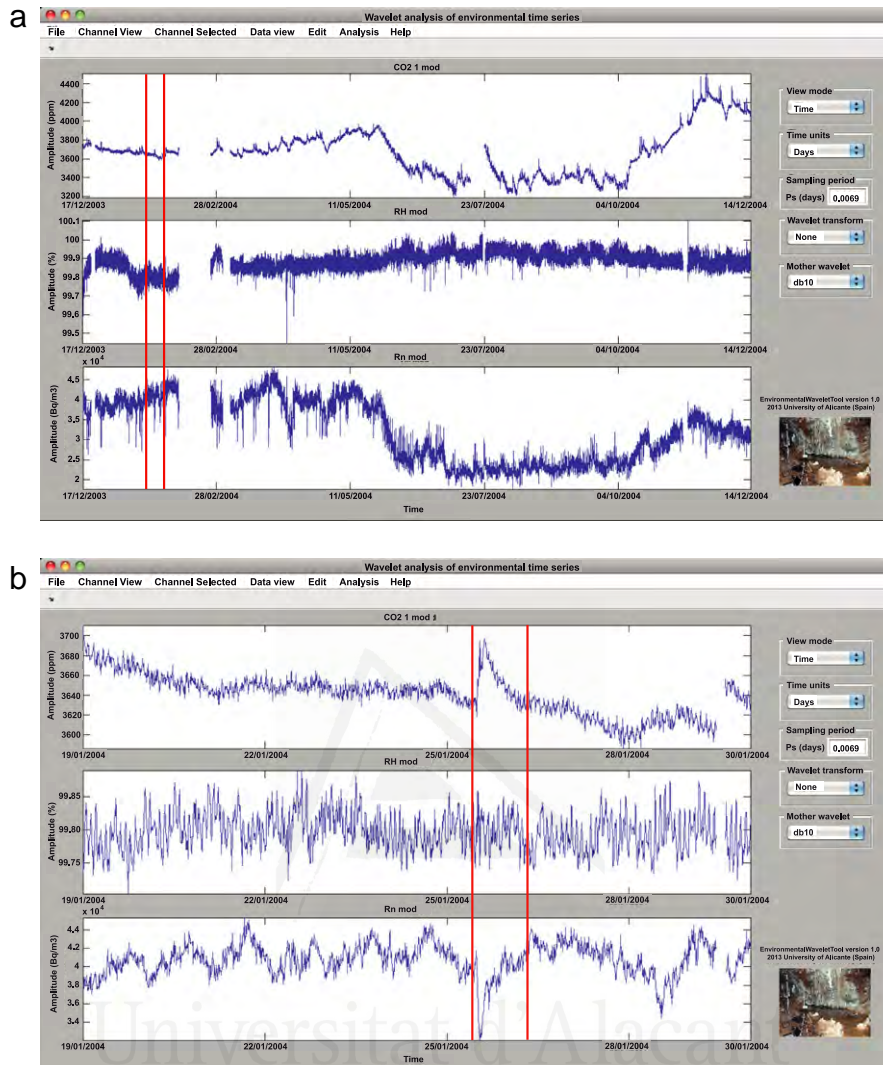 a
Wavelet analysis of environmental time series
File Channel View Channel Selected Data view Edit Analysis Help
CO2 1 mod
Amplitude (ppm)
4400
4200
4000
3800
3600
3400
3200
17/12/2003 28/02/2004 11/05/2004 23/07/2004 04/10/2004 14/12/2004
RH mod
Amplitude (%)
100.1
100
99.9
99.8
99.7
99.6
99.5
17/12/2003 28/02/2004 11/05/2004 23/07/2004 04/10/2004 14/12/2004
Rn mod
x 10⁴
Amplitude (Bq/m3)
4,5
4
3,5
3
2,5
2
17/12/2003 28/02/2004 11/05/2004 23/07/2004 04/10/2004 14/12/2004
Time
View mode
Time
Time units
Days
Sampling period
Ps (days) 0.0069
Wavelet transform
None
Mother wavelet
db10
EnvironmentalWaveletTool version 1.0
2013 University of Alicante (Spain)
b
Wavelet analysis of environmental time series
File Channel View Channel Selected Data view Edit Analysis Help
CO2 1 mod
Amplitude (ppm)
3700
3680
3660
3640
3620
3600
19/01/2004 22/01/2004 25/01/2004 28/01/2004 30/01/2004
RH mod
Amplitude (%)
99,85
99,80
99,75
19/01/2004 22/01/2004 25/01/2004 28/01/2004 30/01/2004
Rn mod
x 10⁴
Amplitude (Bq/m3)
4,4
4,2
4
3.8
3.6
3.4
19/01/2004 22/01/2004 25/01/2004 28/01/2004 30/01/2004
Time
View mode
Time
Time units
Days
Sampling period
Ps (days) 0.0069
Wavelet transform
None
Mother wavelet
db10
EnvironmentalWaveletTool version 1.0
2013 University of Alicante (Spain)
Universitat d'Alacant